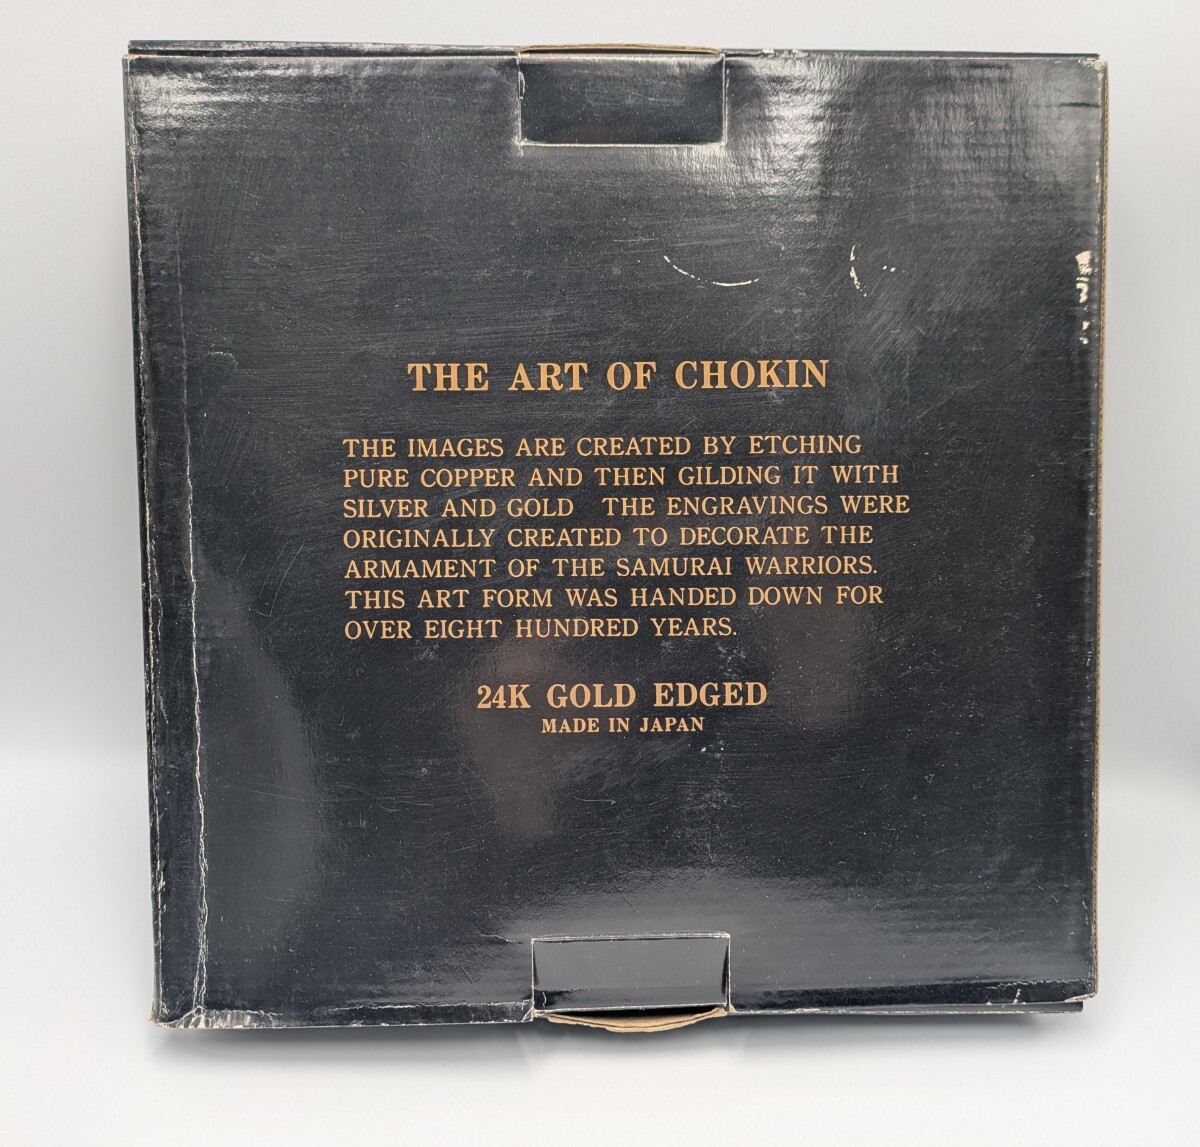 THE ART OF CHOKIN
THE IMAGES ARE CREATED BY ETCHING
PURE COPPER AND THEN GILDING IT WITH
SILVER AND GOLD THE ENGRAVINGS WERE
ORIGINALLY CREATED TO DECORATE THE
ARMAMENT OF THE SAMURAI WARRIORS.
THIS ART FORM WAS HANDED DOWN FOR
OVER EIGHT HUNDRED YEARS.
24K GOLD EDGED
MADE IN JAPAN